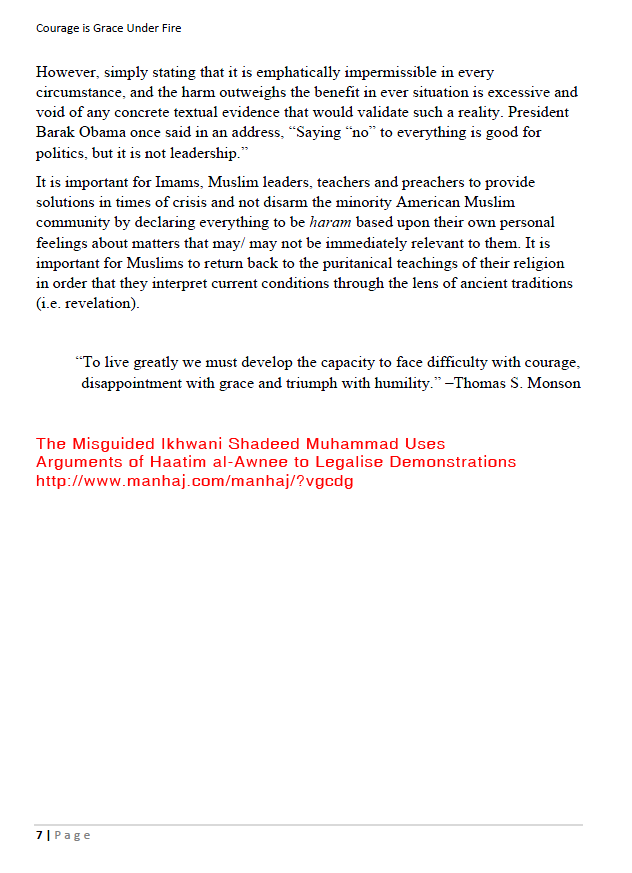 Courage is Grace Under Fire
However, simply stating that it is emphatically impermissible in every
circumstance, and the harm outweighs the benefit in ever situation is excessive and
void of any concrete textual evidence that would validate such a reality. President
Barak Obama once said in an address, “Saying “no” to everything is good for
politics, but it is not leadership.”
It is important for Imams, Muslim leaders, teachers and preachers to provide
solutions in times of crisis and not disarm the minority American Muslim
community by declaring everything to be haram based upon their own personal
feelings about matters that may/ may not be immediately relevant to them. It is
important for Muslims to return back to the puritanical teachings of their religion
in order that they interpret current conditions through the lens of ancient traditions
(i.e. revelation).
“To live greatly we must develop the capacity to face difficulty with courage,
disappointment with grace and triumph with humility.” –Thomas S. Monson
The Misguided Ikhwani Shadeed Muhammad Uses
Arguments of Haatim al-Awnee to Legalise Demonstrations
http://www.manhaj.com/manhaj/?vgcdg
7 | Page